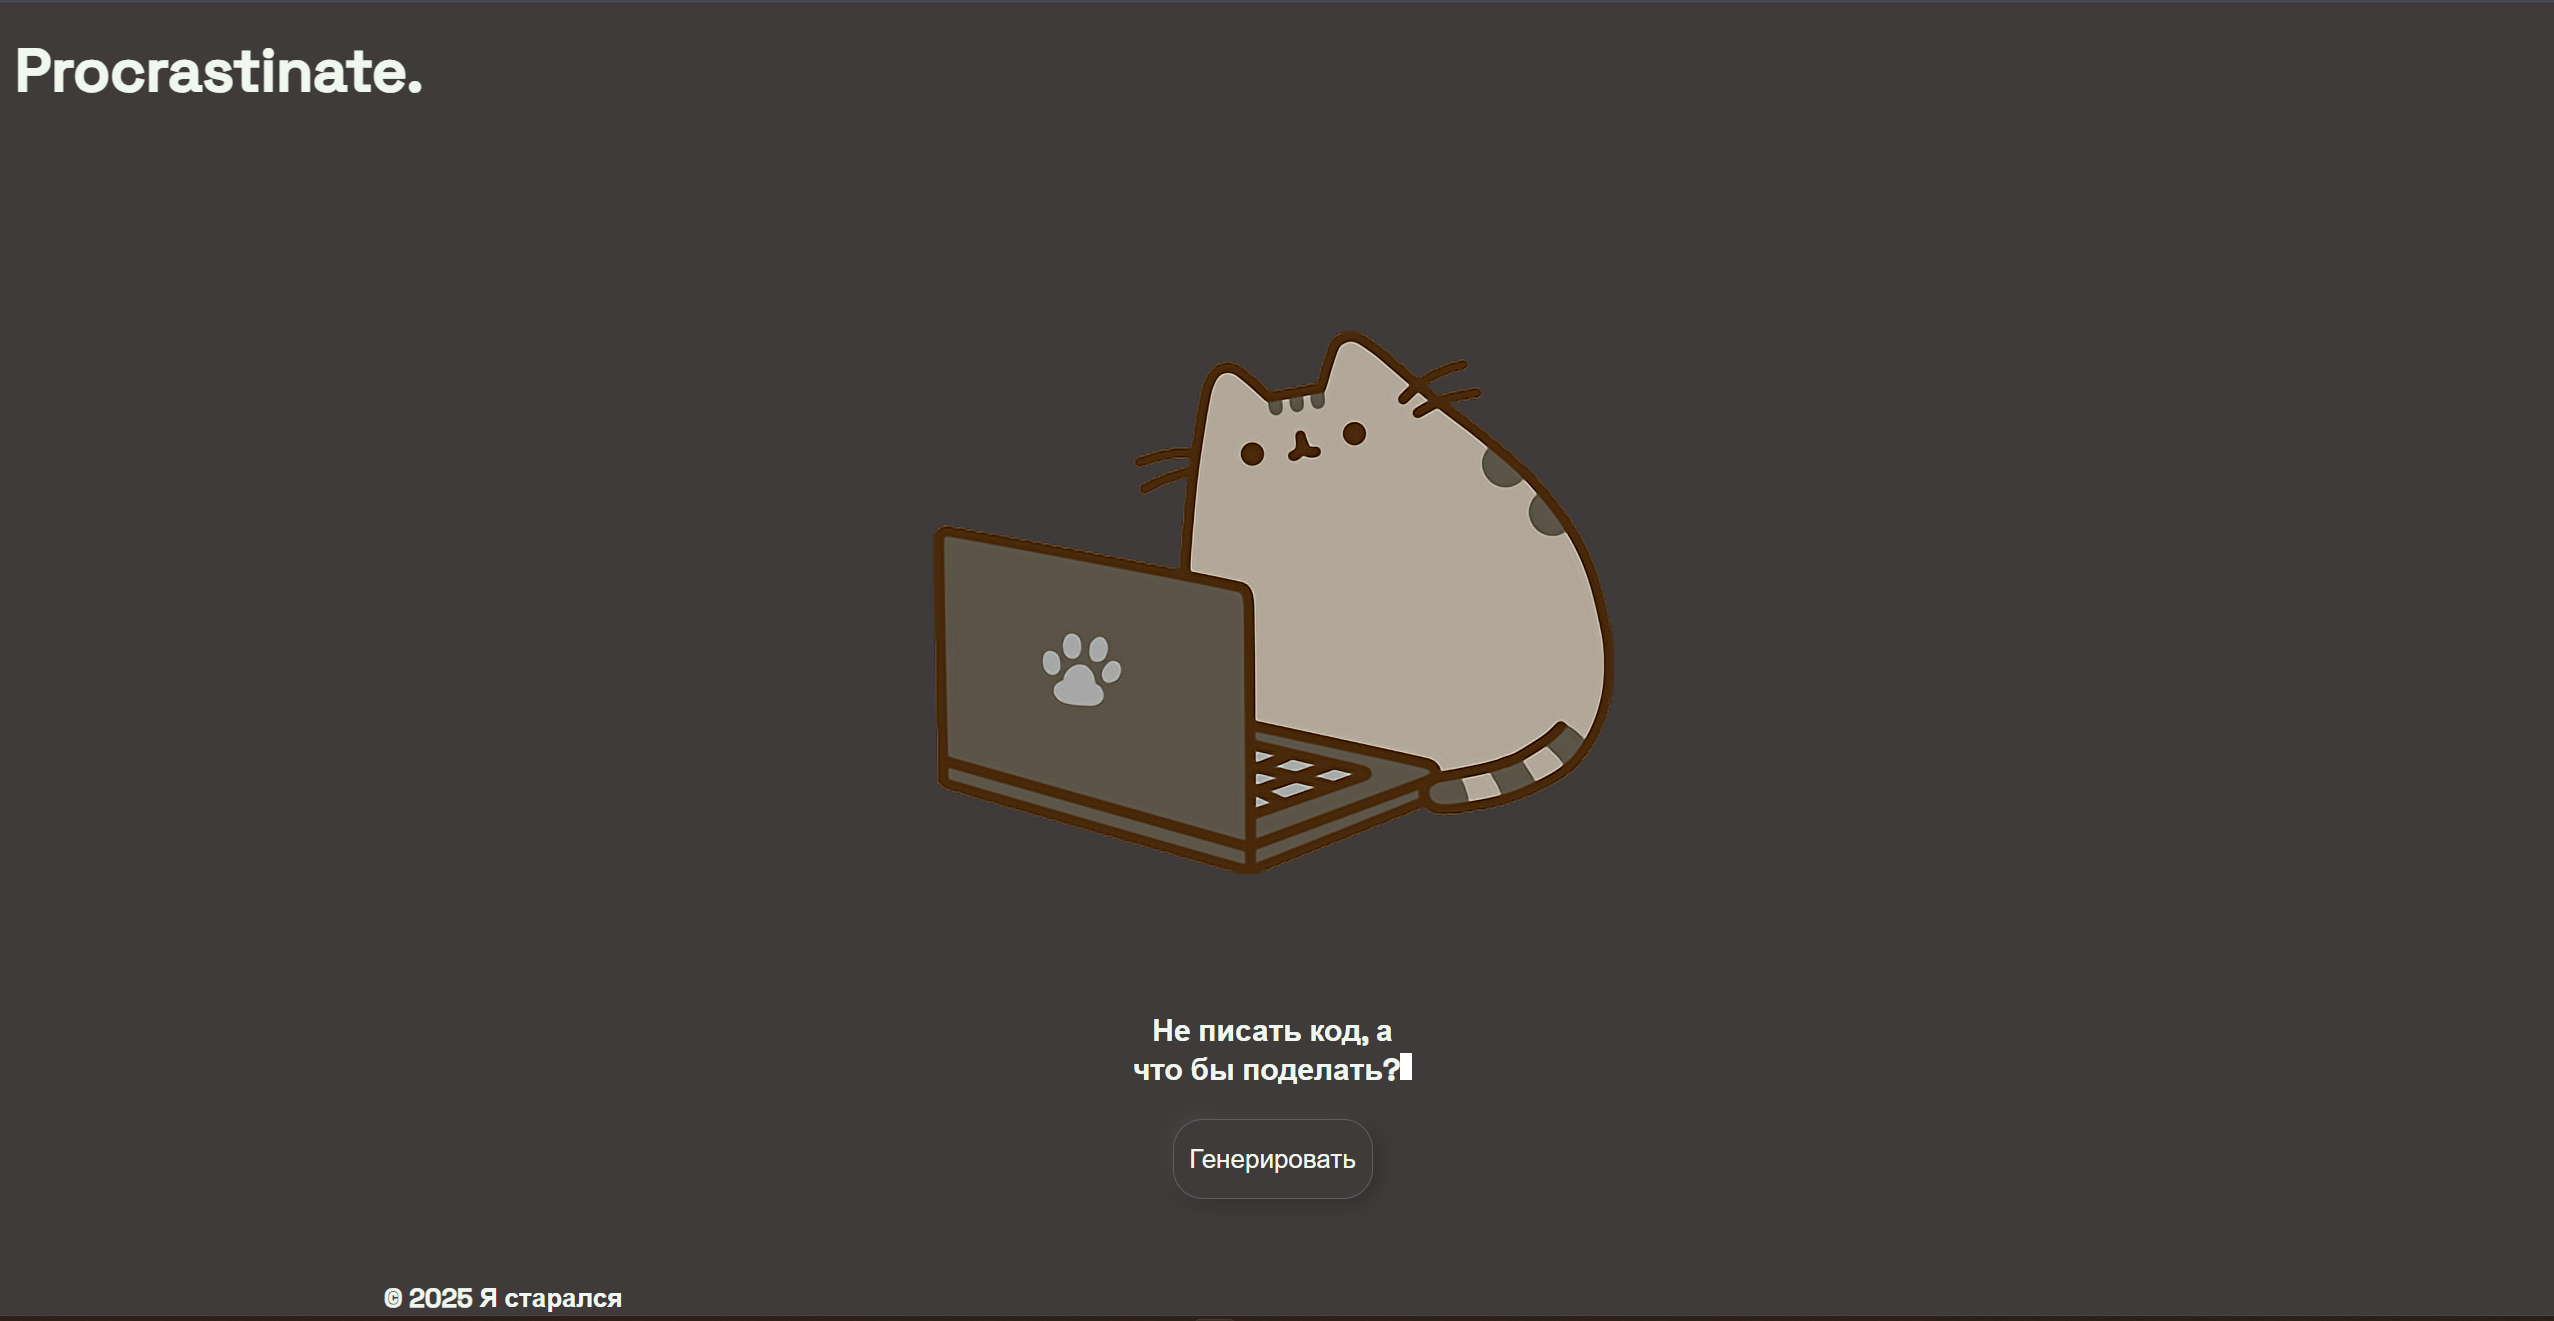 Procrastinate.
Не писать код, а
что бы поделать?
Генерировать
© 2025 Я старался